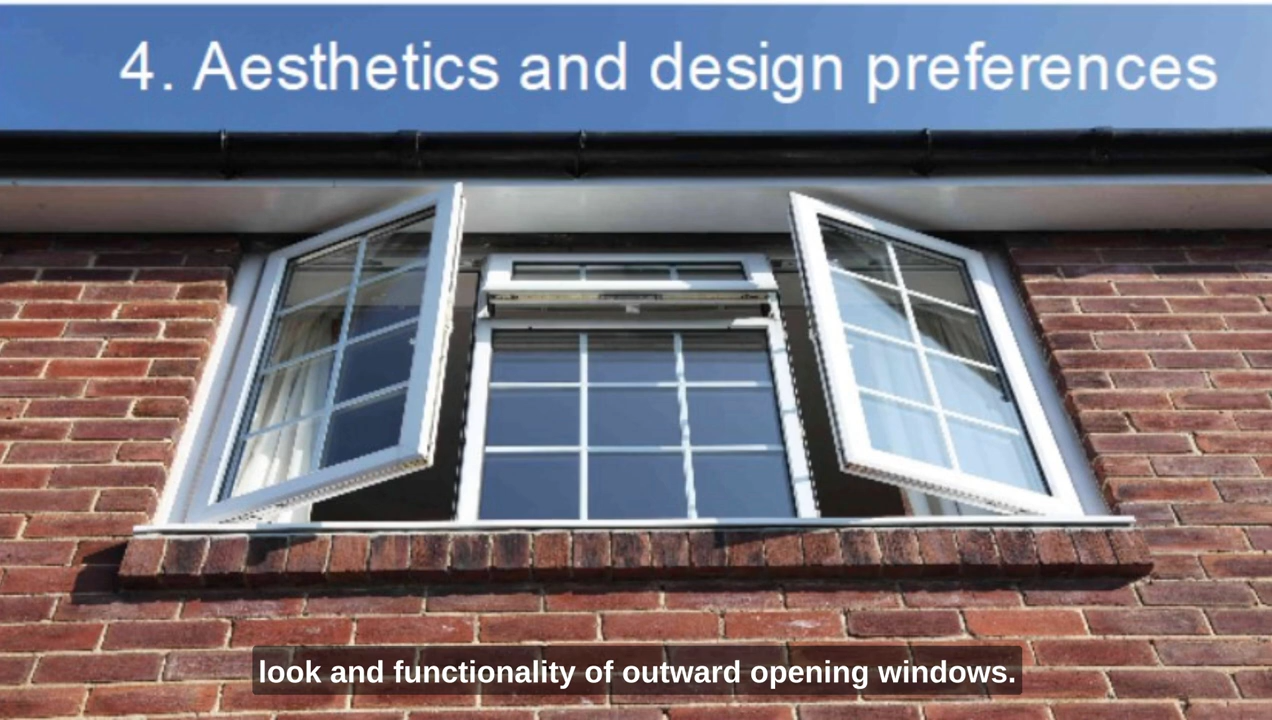 4. Aesthetics and design preferences
look and functionality of outward opening windows.